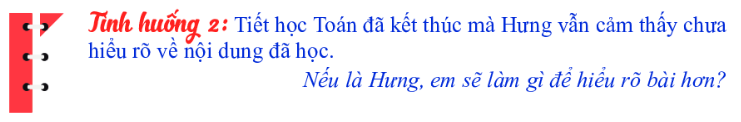 Tình huống 2: Tiết học Toán đã kết thúc mà Hưng vẫn cảm thấy chưa
hiểu rõ về nội dung đã học.
Nếu là Hưng, em sẽ làm gì để hiểu rõ bài hơn?